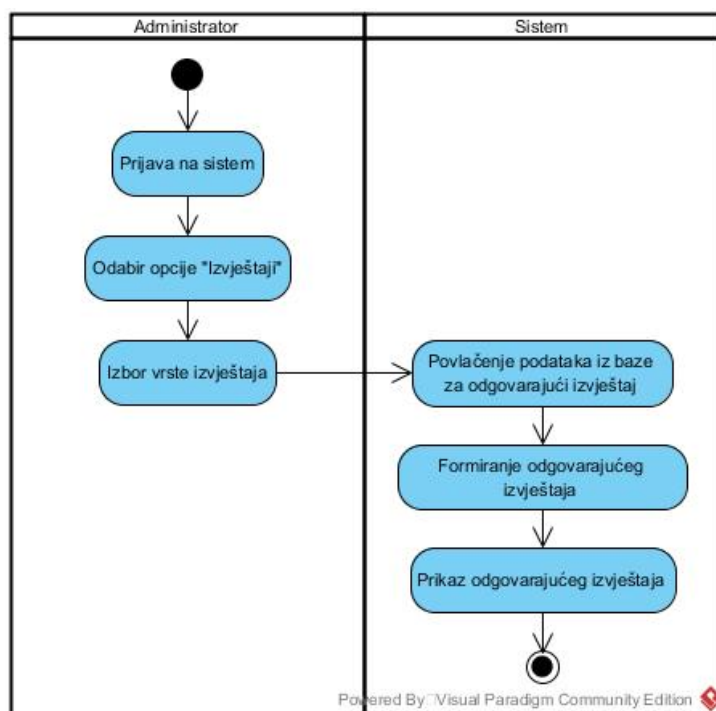 Administrator
Sistem
Prijava na sistem
Odabir opcije "Izvještaji"
Izbor vrste izvještaja
Povlačenje podataka iz baze
za odgovarajući izvještaj
Formiranje odgovarajućeg
izvještaja
Prikaz odgovarajućeg izvještaja
Powered By Visual Paradigm Community Edition